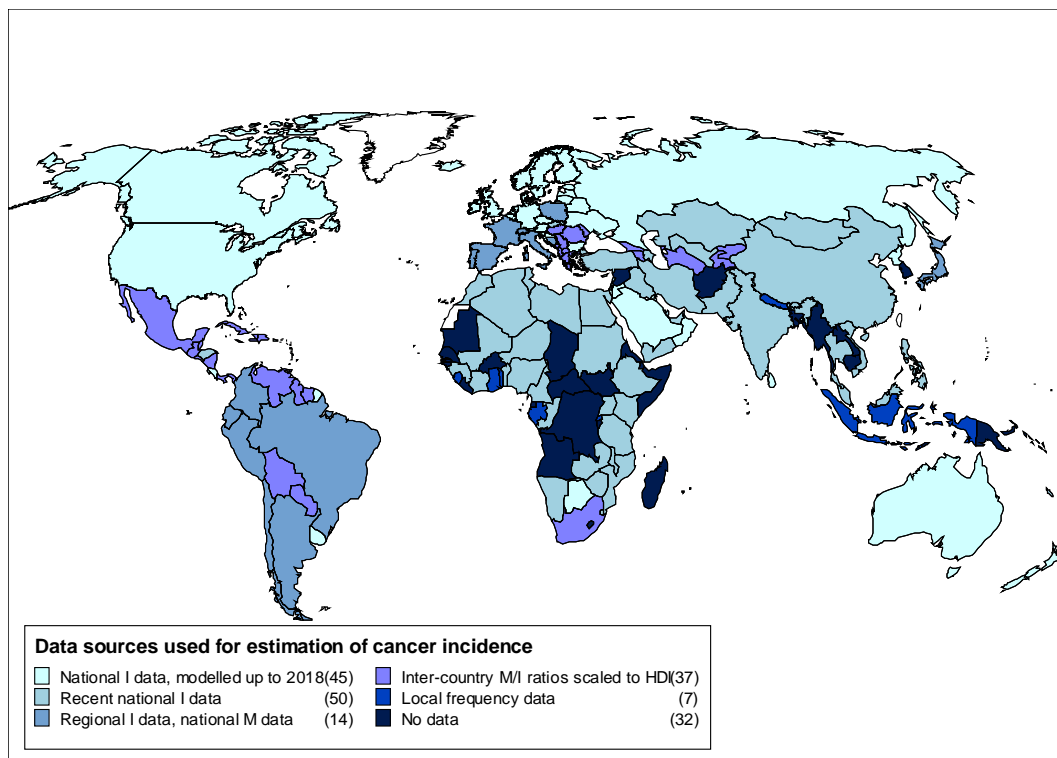 Data sources used for estimation of cancer incidence
National I data, modelled up to 2018(45)
Recent national I data (50)
Regional I data, national M data (14)
Inter-country M/I ratios scaled to HDI(37)
Local frequency data (7)
No data (32)